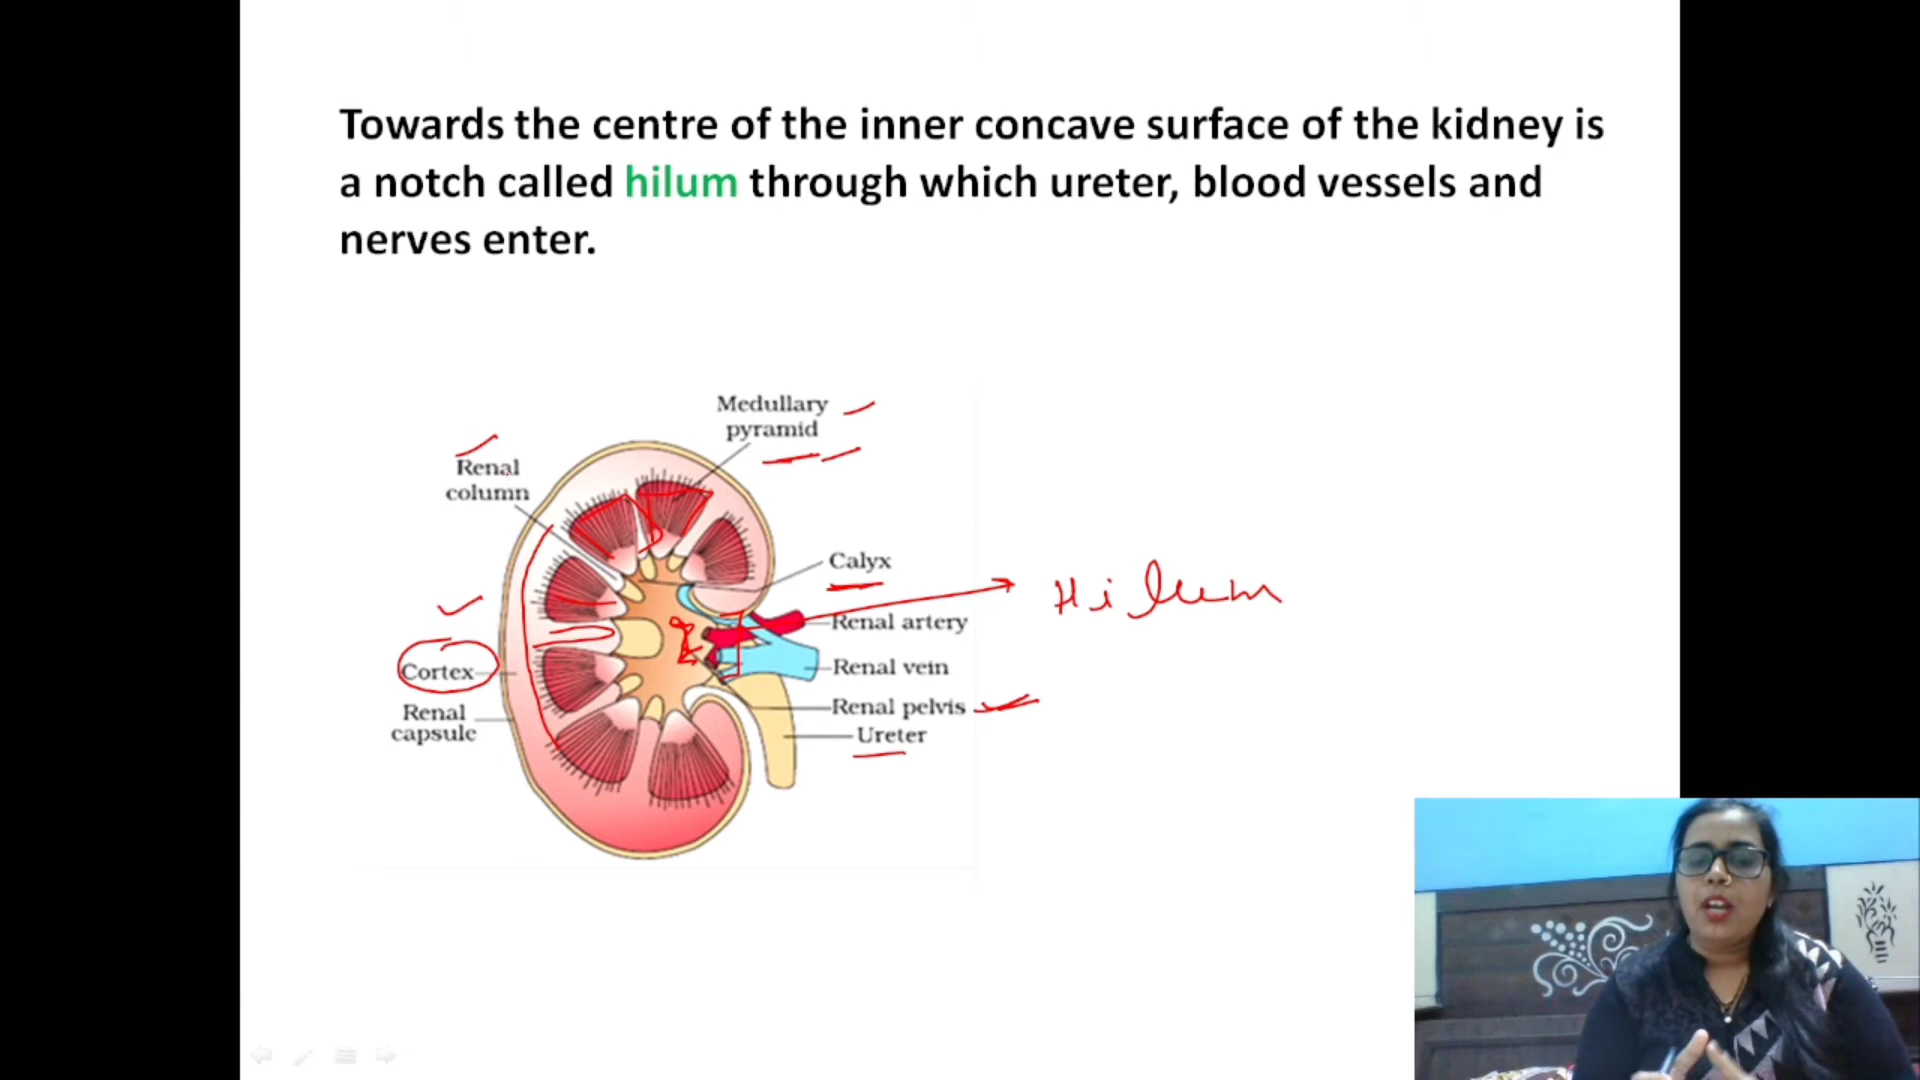 Towards the centre of the inner concave surface of the kidney is
a notch called hilum through which ureter, blood vessels and
nerves enter.
Medullary
pyramid
Renal
column
Calyx
Hilum
Renal artery
Cortex
Renal vein
Renal
capsule
Renal pelvis
Ureter